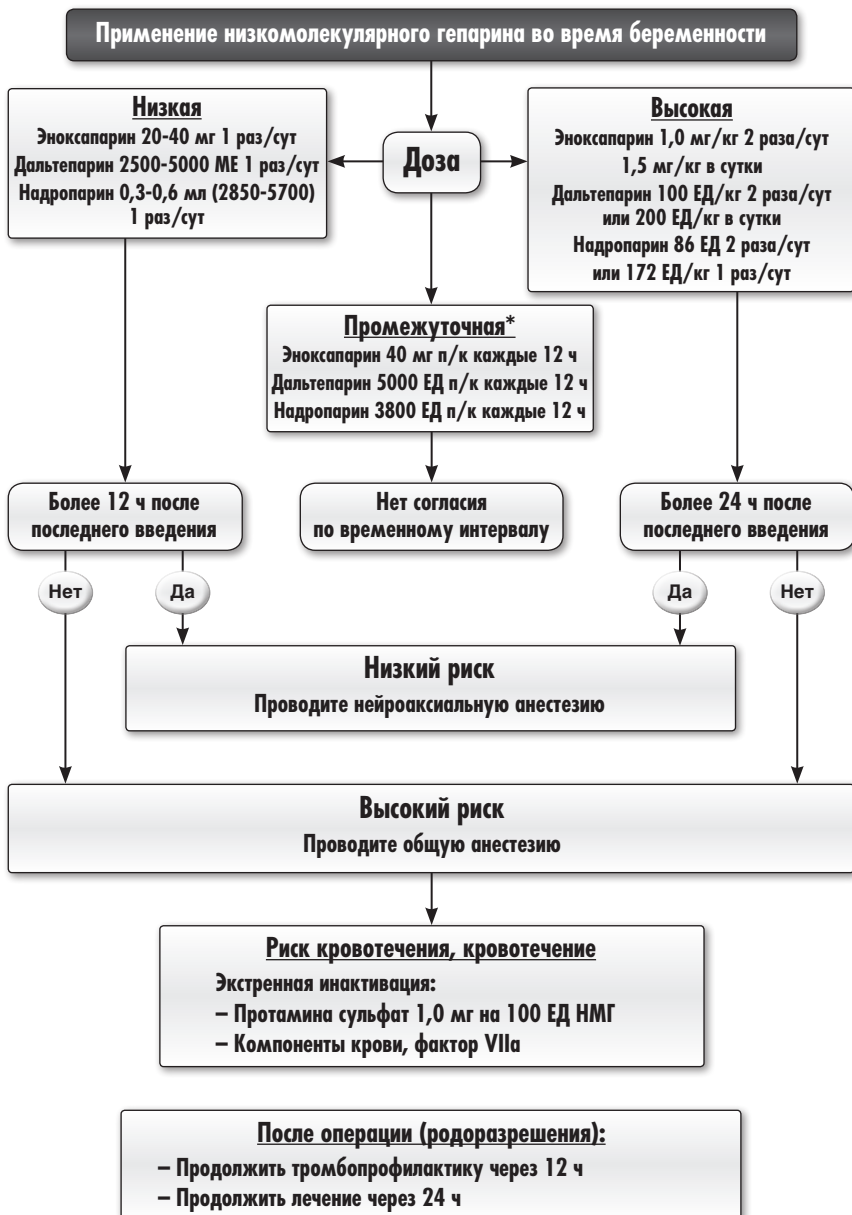 Применение низкомолекулярного гепарина во время беременности
Низкая
Эноксапарин 20-40 мг 1 раз/сут
Дальтепарин 2500-5000 МЕ 1 раз/сут
Надропарин 0,3-0,6 мл (2850-5700)
1 раз/сут
Доза
Высокая
Эноксапарин 1,0 мг/кг 2 раза/сут
1,5 мг/кг в сутки
Дальтепарин 100 ЕД/кг 2 раза/сут
или 200 ЕД/кг в сутки
Надропарин 86 ЕД 2 раза/сут
или 172 ЕД/кг 1 раз/сут
Промежуточная*
Эноксапарин 40 мг п/к каждые 12 ч
Дальтепарин 5000 ЕД п/к каждые 12 ч
Надропарин 3800 ЕД п/к каждые 12 ч
Более 12 ч после
последнего введения
Нет согласия
по временному интервалу
Более 24 ч после
последнего введения
Нет
Да
Да
Нет
Низкий риск
Проводите нейроаксиальную анестезию
Высокий риск
Проводите общую анестезию
Риск кровотечения, кровотечение
Экстренная инактивация:
– Протамина сульфат 1,0 мг на 100 ЕД НМГ
– Компоненты крови, фактор VIIa
После операции (родоразрешения):
– Продолжить тромбопрофилактику через 12 ч
– Продолжить лечение через 24 ч